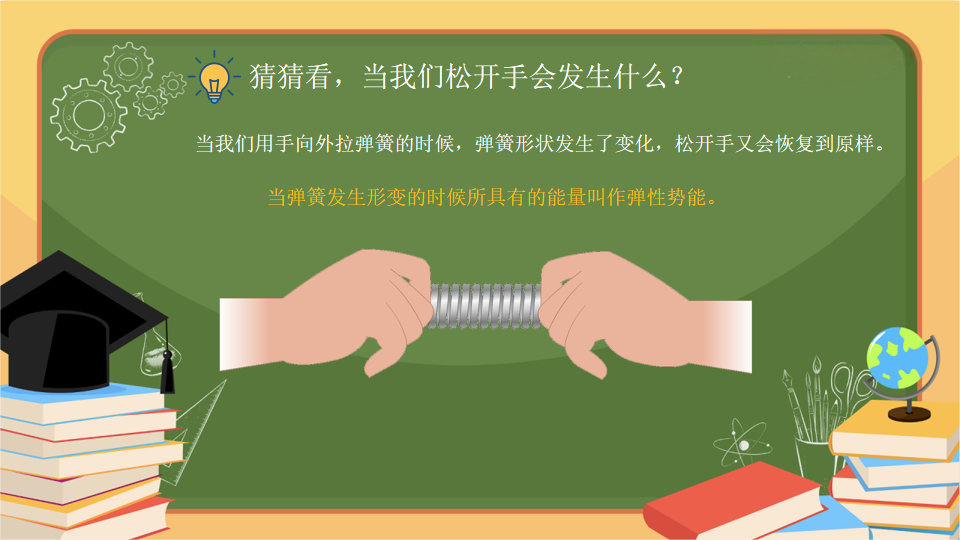 猜猜看，当我们松开手会发生什么？
当我们用手向外拉弹簧的时候，弹簧形状发生了变化，松开手又会恢复到原样。
当弹簧发生形变的时候所具有的能量叫作弹性势能。